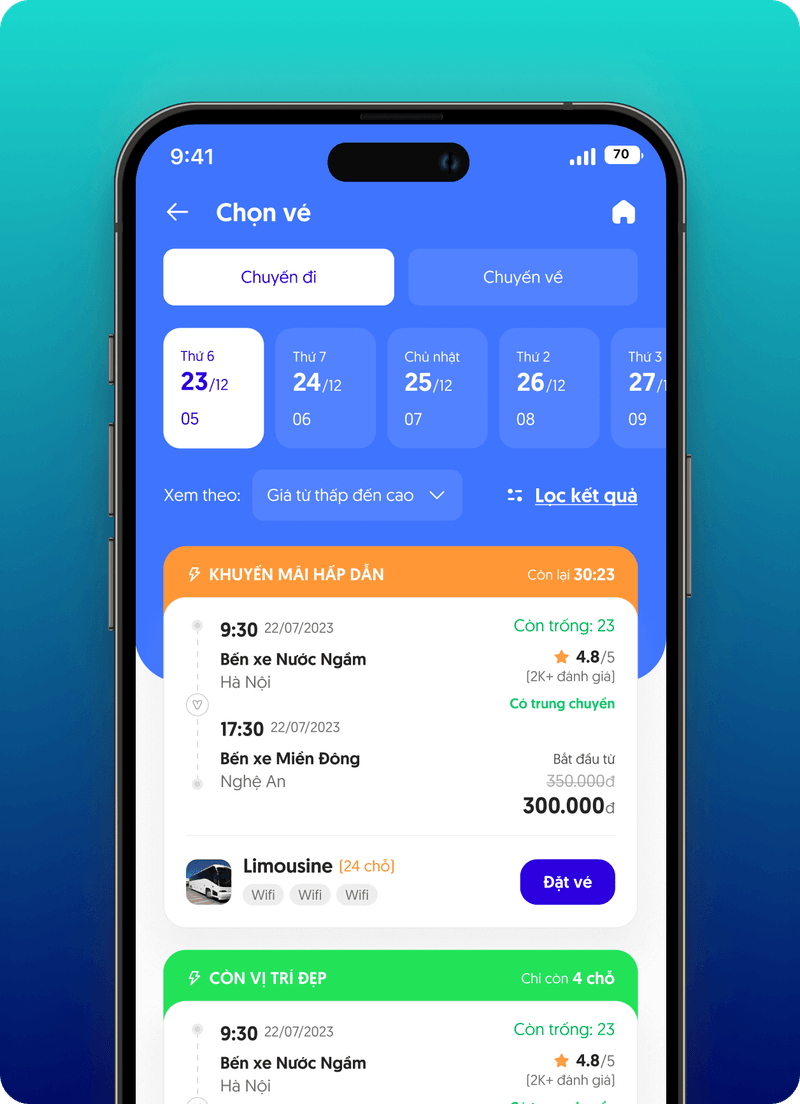 9:41
70
Chọn vé
Chuyến đi
Chuyến về
Thứ 6
23/12
05
Thứ 7
24/12
06
Chủ nhật
25/12
07
Thứ 2
26/12
08
Thứ 3
27/1
09
Xem theo:
Giá từ thấp đến cao
Lọc kết quả
KHUYẾN MÃI HẤP DẪN
Còn lại 30:23
9:30 22/07/2023
Còn trống: 23
Bến xe Nước Ngầm
4.8/5
Hà Nội
(2K+ đánh giá)
Có trung chuyển
17:30 22/07/2023
Bến xe Miền Đông
Bắt đầu từ
Nghệ An
350.000đ
300.000đ
Limousine (24 chỗ)
Wifi Wifi Wifi
Đặt vé
CÒN VỊ TRÍ ĐẸP
Chỉ còn 4 chỗ
9:30 22/07/2023
Còn trống: 23
Bến xe Nước Ngầm
4.8/5
Hà Nội
(2K+ đánh giá)